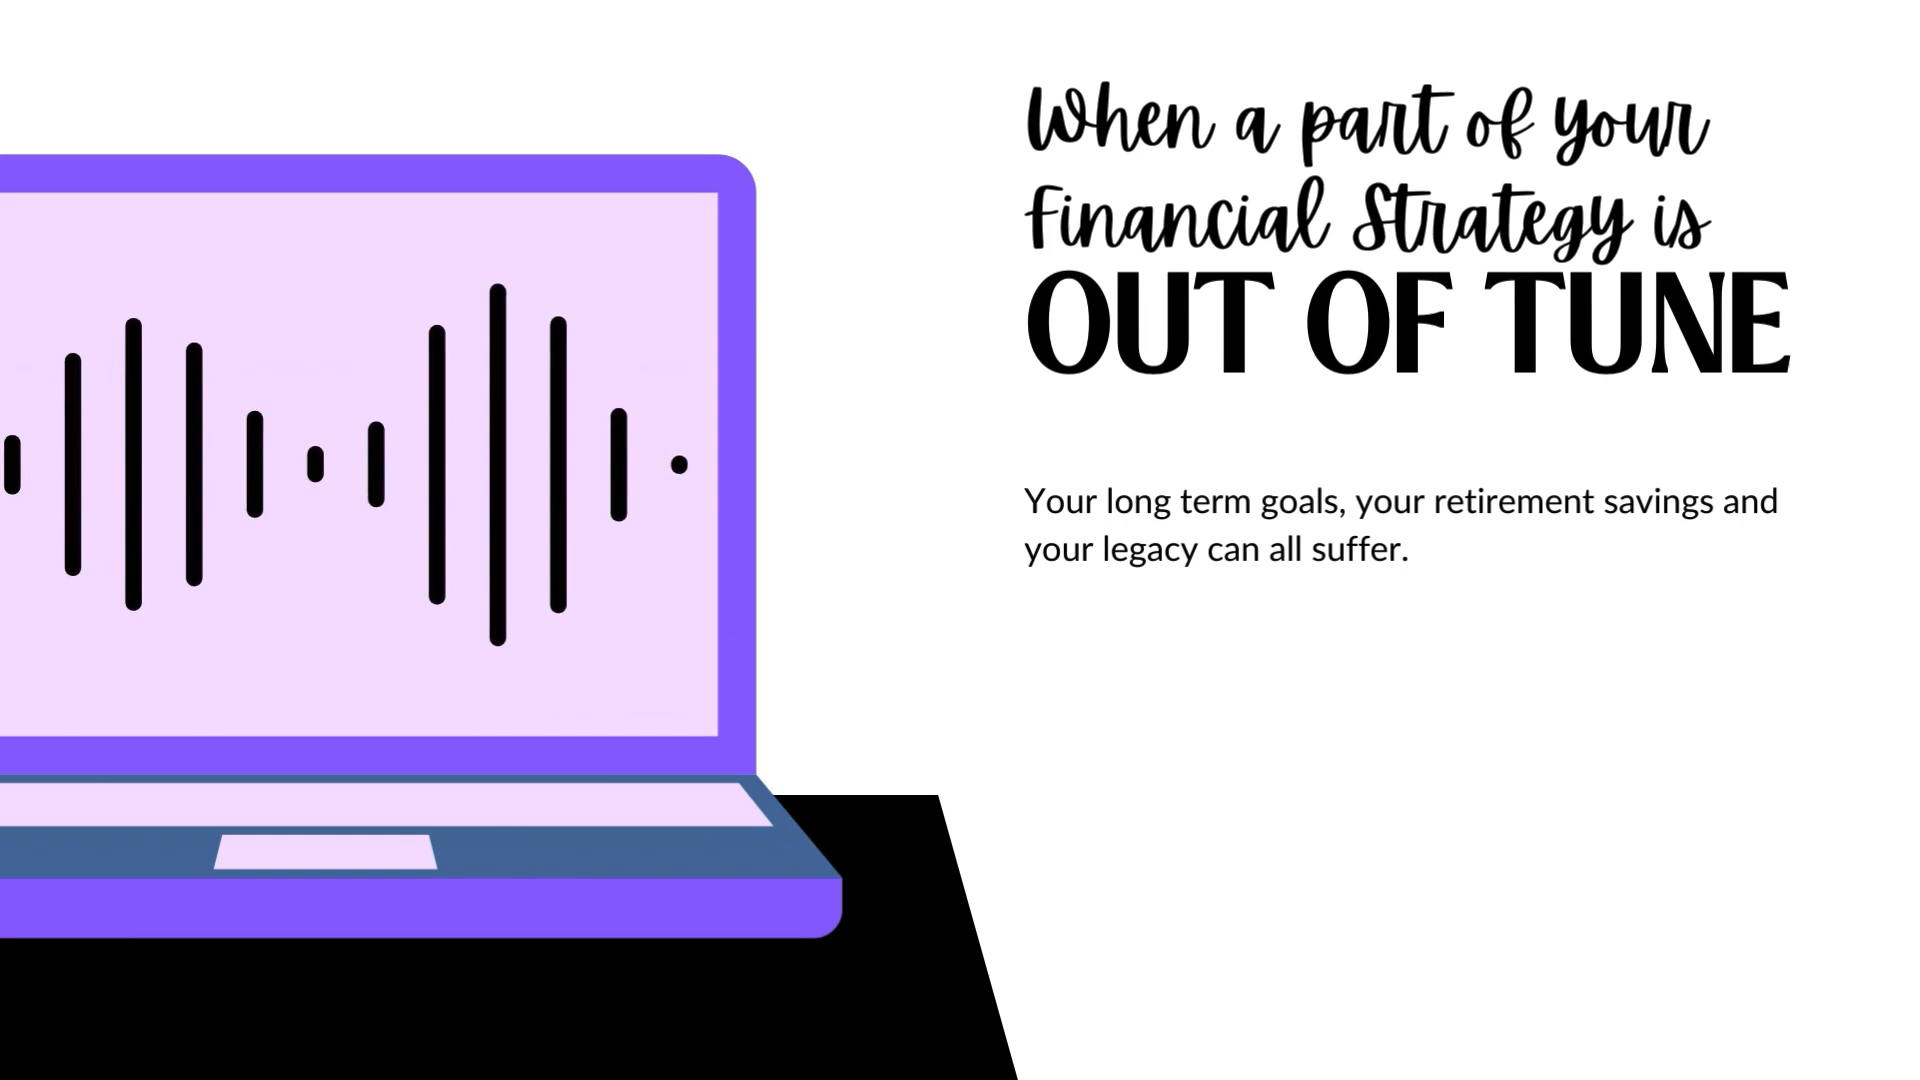 When a part of your
Financial Strategy is
OUT OF TUNE
Your long term goals, your retirement savings and
your legacy can all suffer.